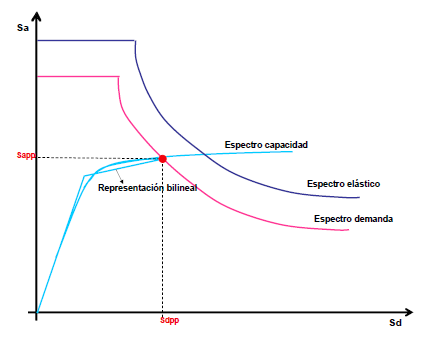 Sa
Espectro capacidad
Sapp
Espectro elástico
Representación bilineal
Espectro demanda
Sdpp
Sd